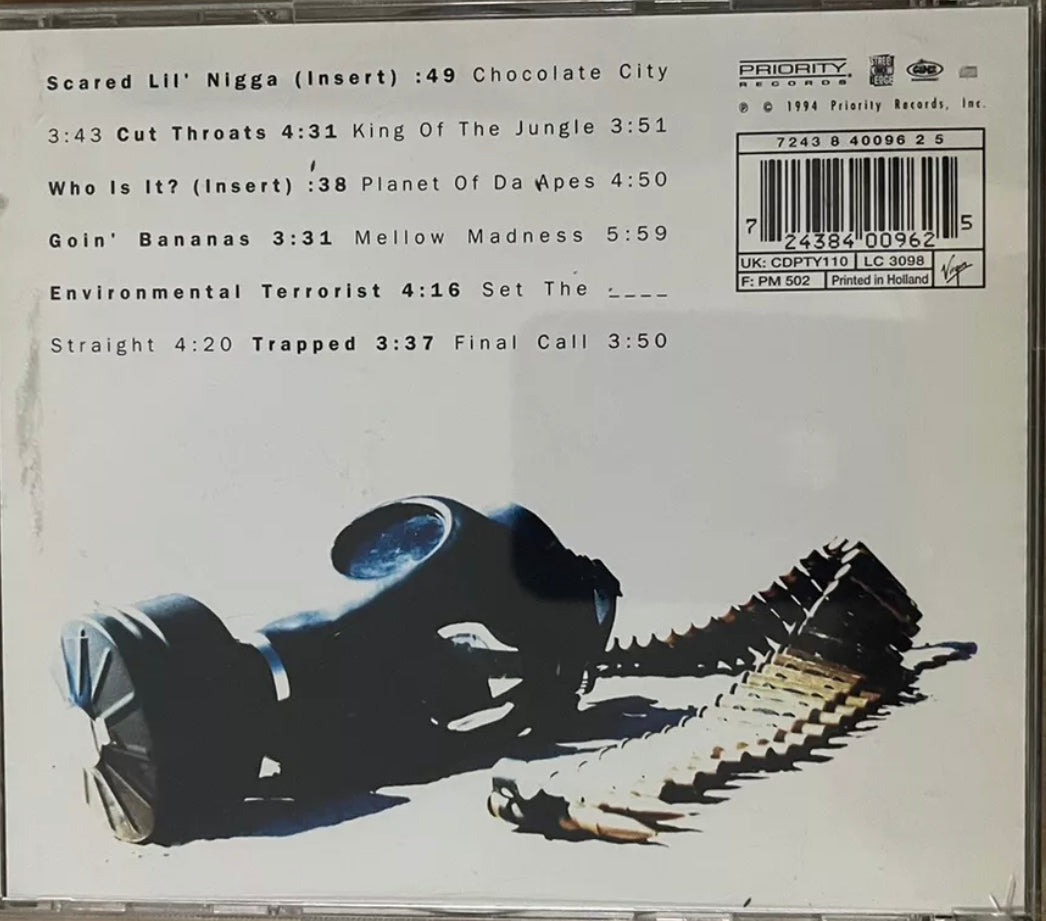 Scared Lil' Nigga (Insert) :49 Chocolate City
3:43 Cut Throats 4:31 King Of The Jungle 3:51
Who Is It? (Insert) :38 Planet Of Da Apes 4:50
Goin' Bananas 3:31 Mellow Madness 5:59
Environmental Terrorist 4:16 Set The ____
Straight 4:20 Trapped 3:37 Final Call 3:50
PRIORITY
RECORDS
℗ © 1994 Priority Records, Inc.
7243 8 40096 2 5
7 24384 00962 5
UK: CDPTY110 LC 3098
F: PM 502 Printed in Holland
Virgin